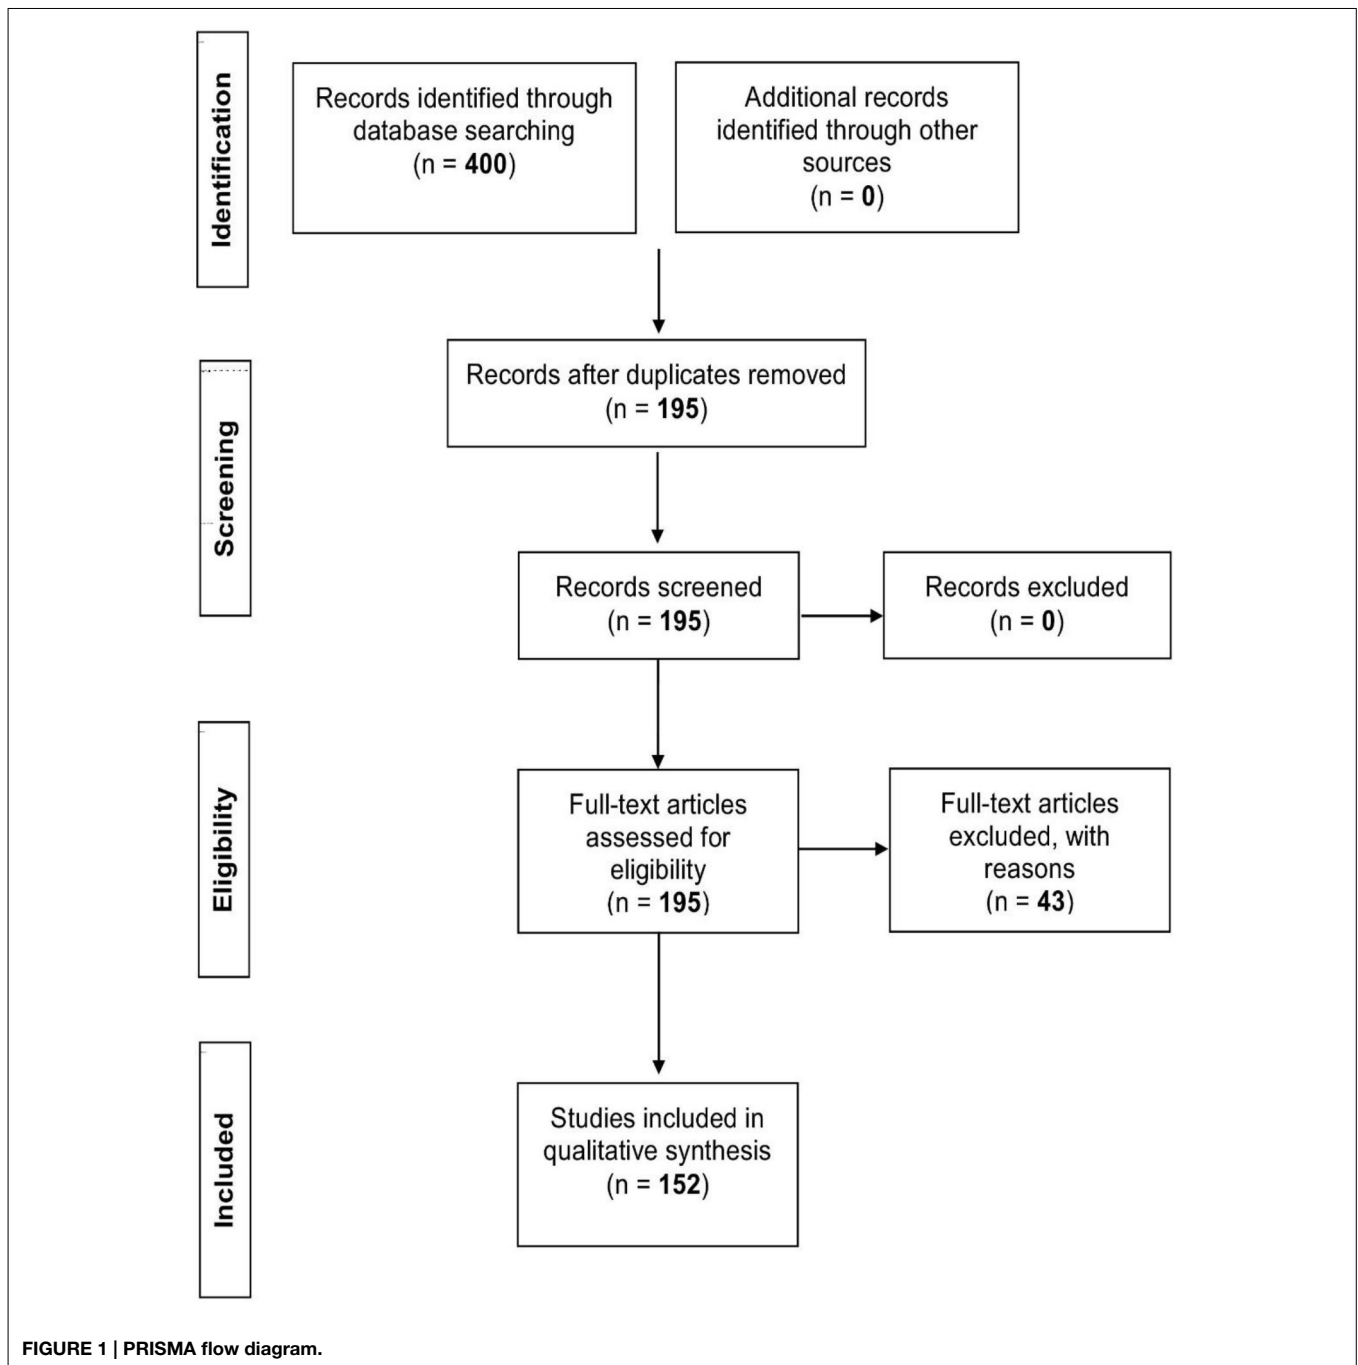 Identification
Records identified through
database searching
(n = 400)
Additional records
identified through other
sources
(n = 0)
Screening
Records after duplicates removed
(n = 195)
Records screened
(n = 195)
Records excluded
(n = 0)
Eligibility
Full-text articles
assessed for
eligibility
(n = 195)
Full-text articles
excluded, with
reasons
(n = 43)
Included
Studies included in
qualitative synthesis
(n = 152)
FIGURE 1 | PRISMA flow diagram.